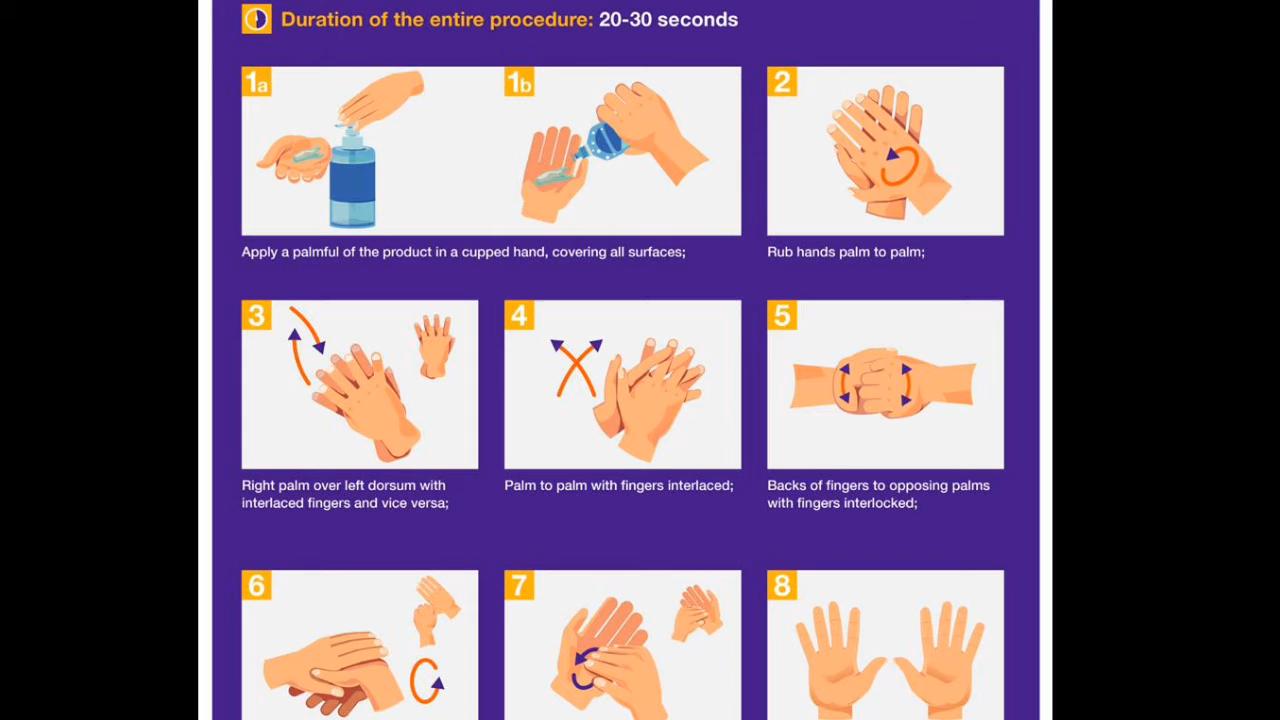 Duration of the entire procedure: 20-30 seconds
1a
1b
2
Apply a palmful of the product in a cupped hand, covering all surfaces;
Rub hands palm to palm;
3
4
5
Right palm over left dorsum with
interlaced fingers and vice versa;
Palm to palm with fingers interlaced;
Backs of fingers to opposing palms
with fingers interlocked;
6
7
8